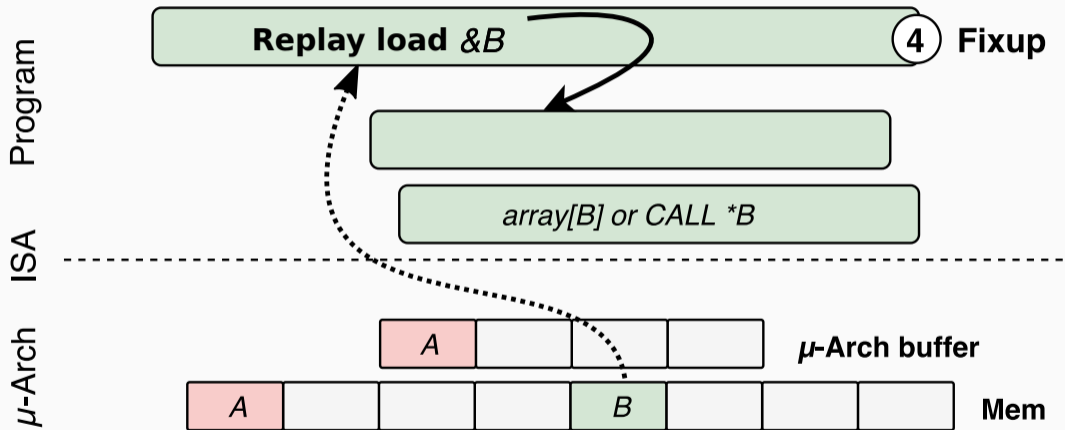 Program
ISA
μ-Arch
Replay load &B
4 Fixup
array[B] or CALL *B
A
μ-Arch buffer
A
B
Mem